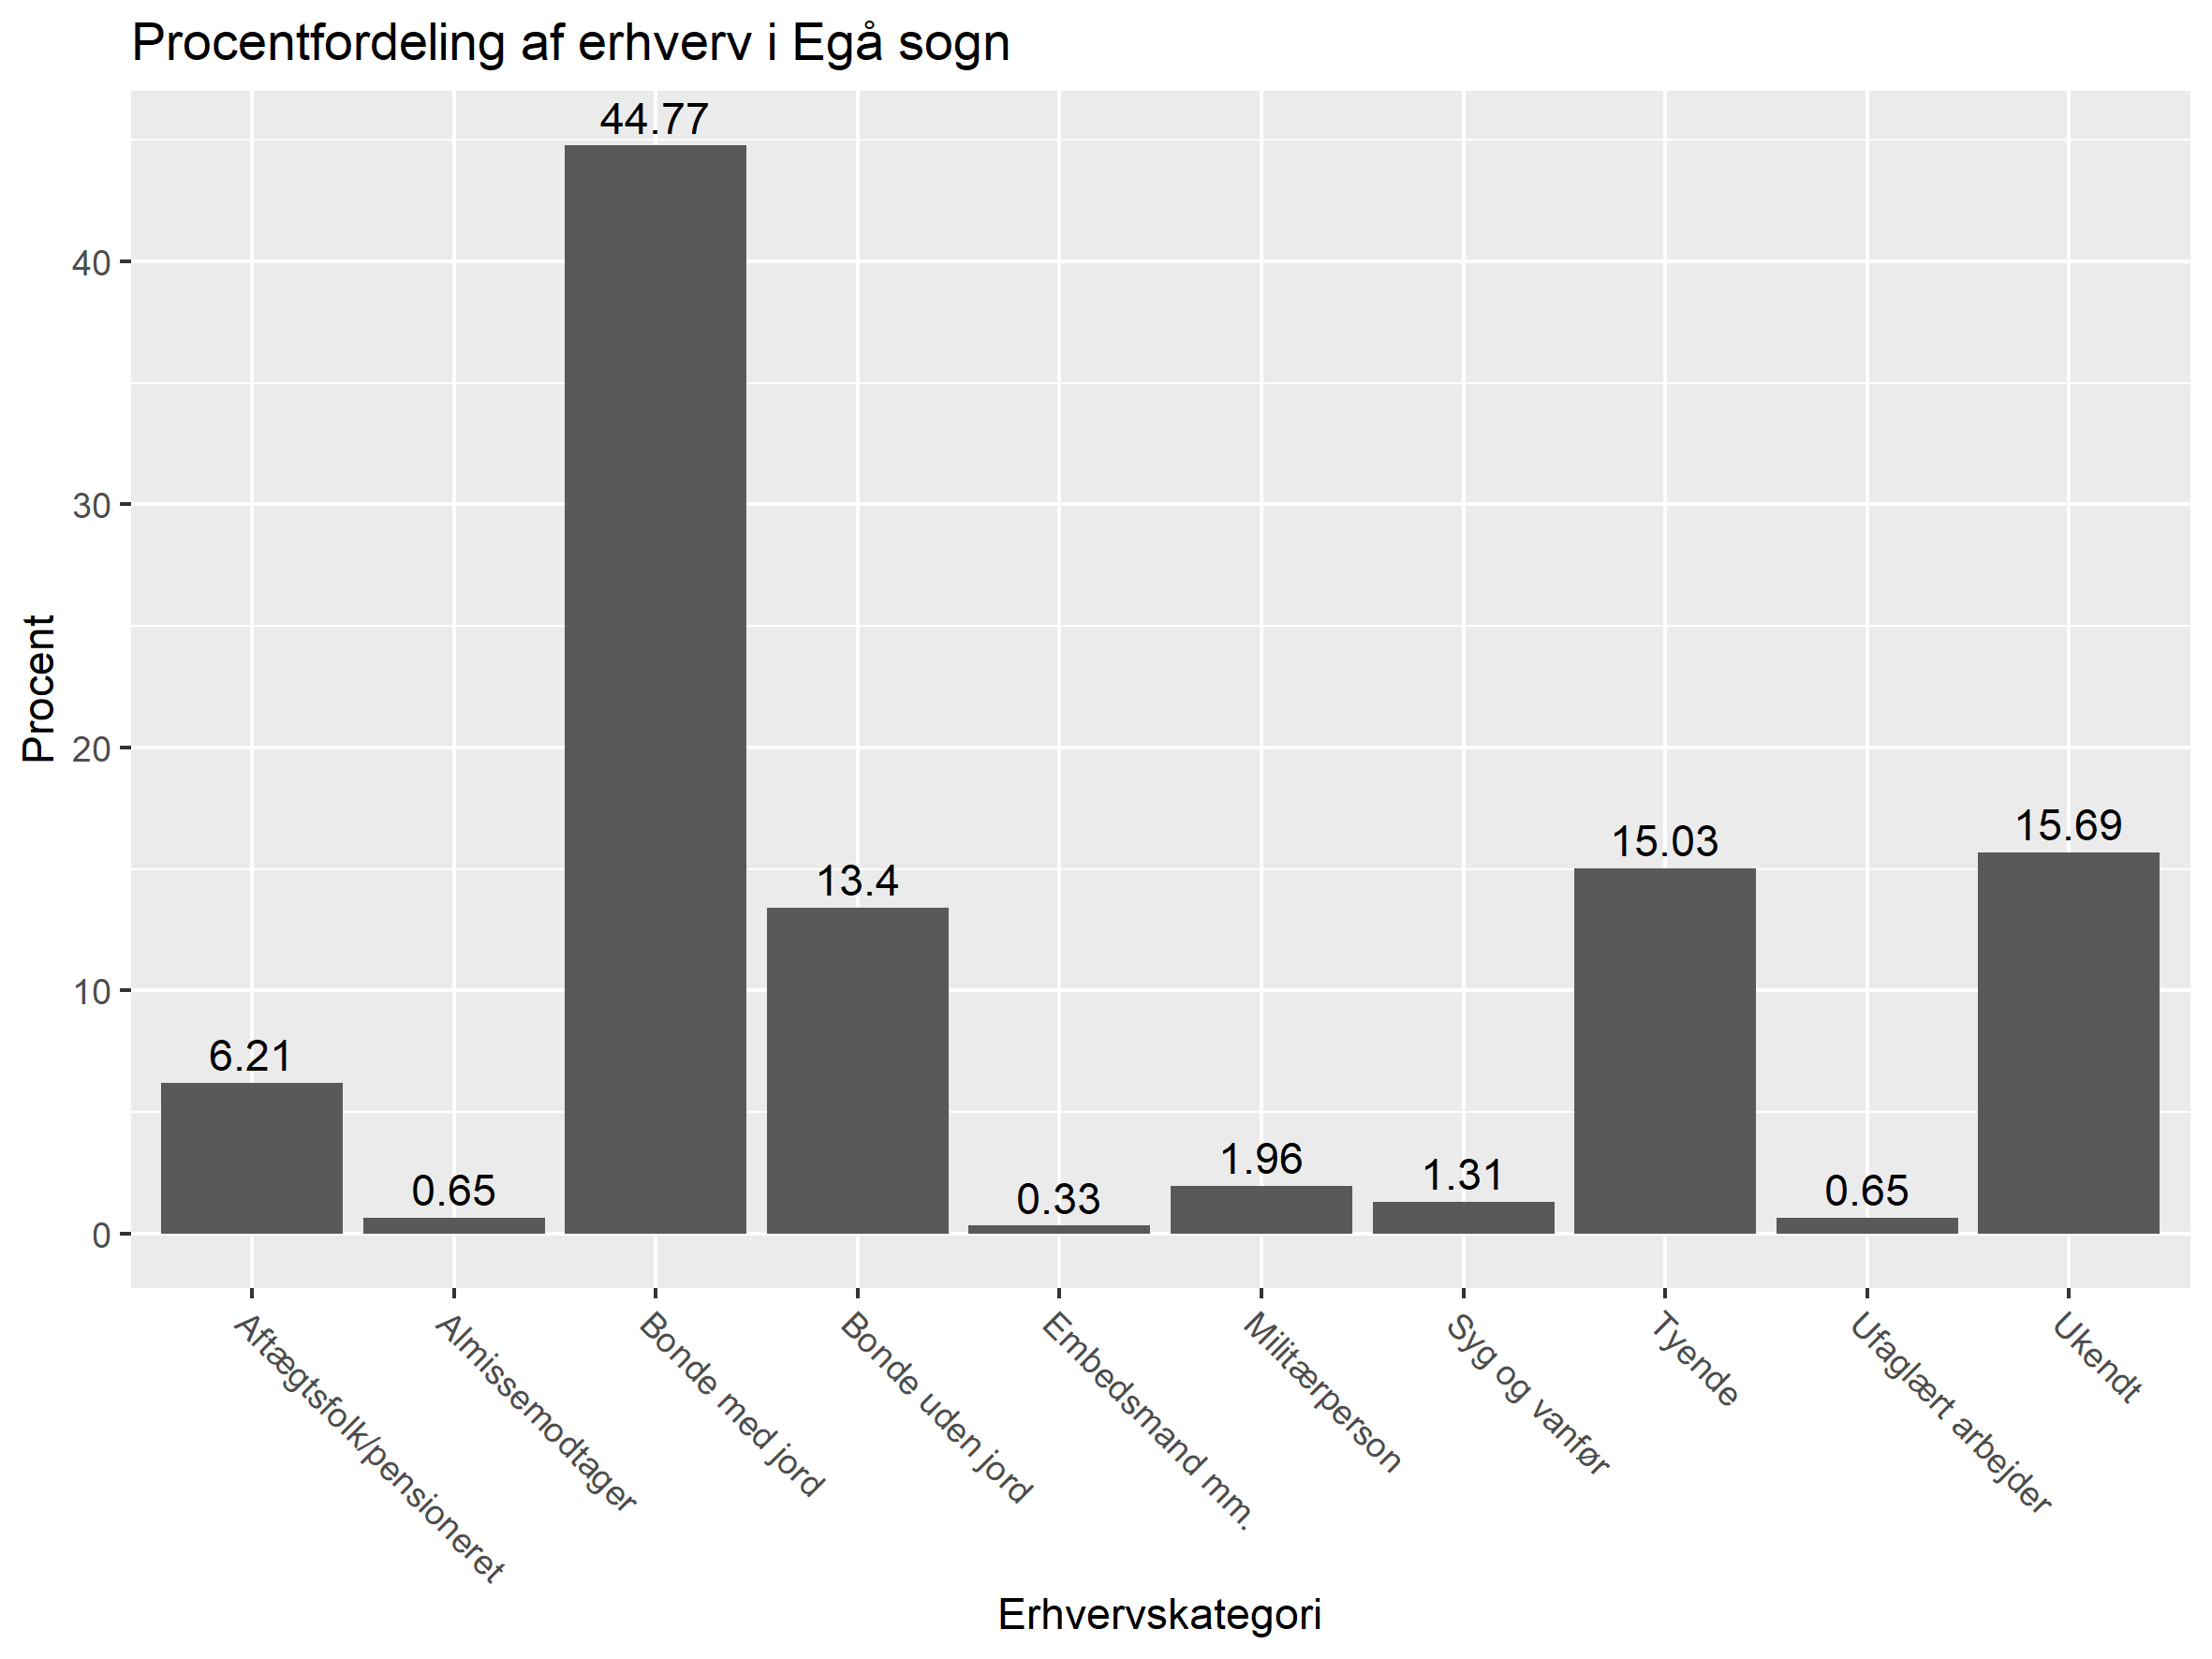 Procentfordeling af erhverv i Egå sogn
44.77
40
30
Procent
20
15.69
15.03
13.4
10
6.21
1.96
1.31
0.65
0.33
0.65
0
Aftægtsfolk/pensioneret
Almissemodtager
Bonde med jord
Bonde uden jord
Embedsmand mm.
Militærperson
Syg og vanfør
Tyende
Ufaglært arbejder
Ukendt
Erhvervskategori